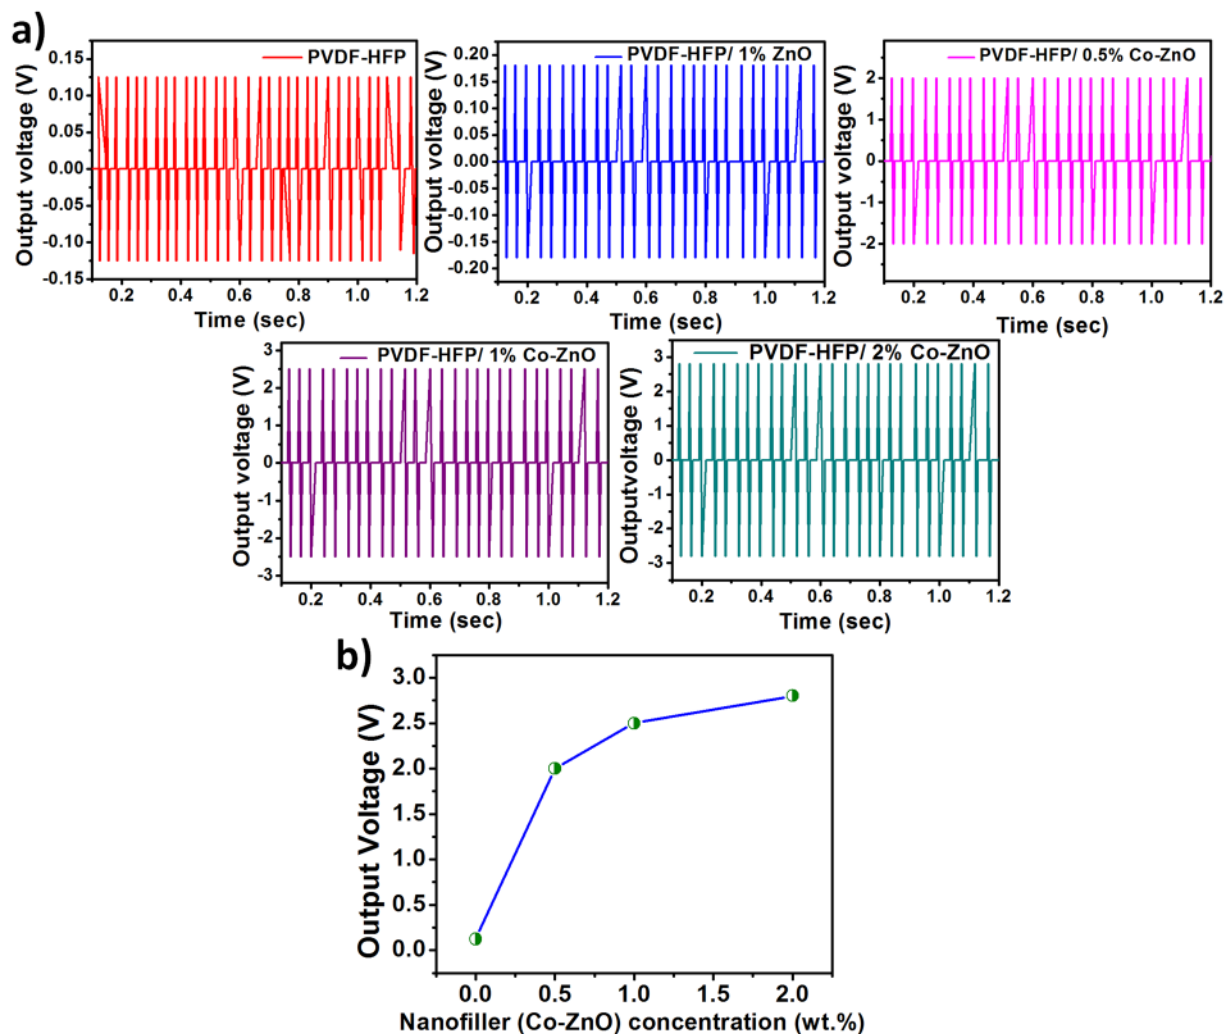 a)
PVDF-HFP
Output voltage (V)
0.15
0.10
0.05
0.00
-0.05
-0.10
-0.15
0.2 0.4 0.6 0.8 1.0 1.2
Time (sec)
PVDF-HFP/ 1% ZnO
Output voltage (V)
0.20
0.15
0.10
0.05
0.00
-0.05
-0.10
-0.15
-0.20
0.2 0.4 0.6 0.8 1.0 1.2
Time (sec)
PVDF-HFP/ 0.5% Co-ZnO
Output voltage (V)
2
1
0
-1
-2
0.2 0.4 0.6 0.8 1.0 1.2
Time (sec)
PVDF-HFP/ 1% Co-ZnO
Output voltage (V)
3
2
1
0
-1
-2
-3
0.2 0.4 0.6 0.8 1.0 1.2
Time (sec)
PVDF-HFP/ 2% Co-ZnO
Outputvoltage (V)
3
2
1
0
-1
-2
-3
0.2 0.4 0.6 0.8 1.0 1.2
Time (sec)
b)
Output Voltage (V)
3.0
2.5
2.0
1.5
1.0
0.5
0.0
0.0 0.5 1.0 1.5 2.0
Nanofiller (Co-ZnO) concentration (wt.%)